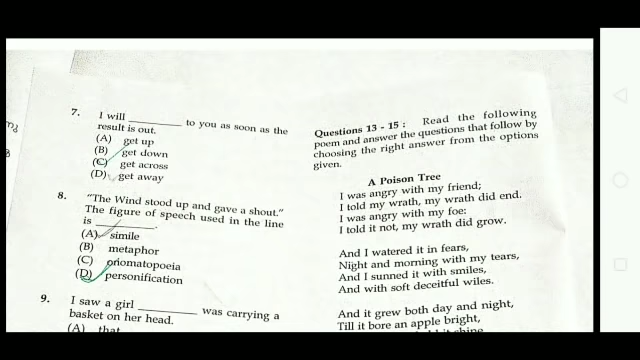 7. I will ________ to you as soon as the
result is out.
(A) get up
(B) get down
(C) get across
(D) get away
8. "The Wind stood up and gave a shout."
The figure of speech used in the line
is ________.
(A) simile
(B) metaphor
(C) onomatopoeia
(D) personification
9. I saw a girl ________ was carrying a
basket on her head.
(A) that
Questions 13 - 15 : Read the following
poem and answer the questions that follow by
choosing the right answer from the options
given.
A Poison Tree
I was angry with my friend;
I told my wrath, my wrath did end.
I was angry with my foe:
I told it not, my wrath did grow.
And I watered it in fears,
Night and morning with my tears,
And I sunned it with smiles,
And with soft deceitful wiles.
And it grew both day and night,
Till it bore an apple bright,